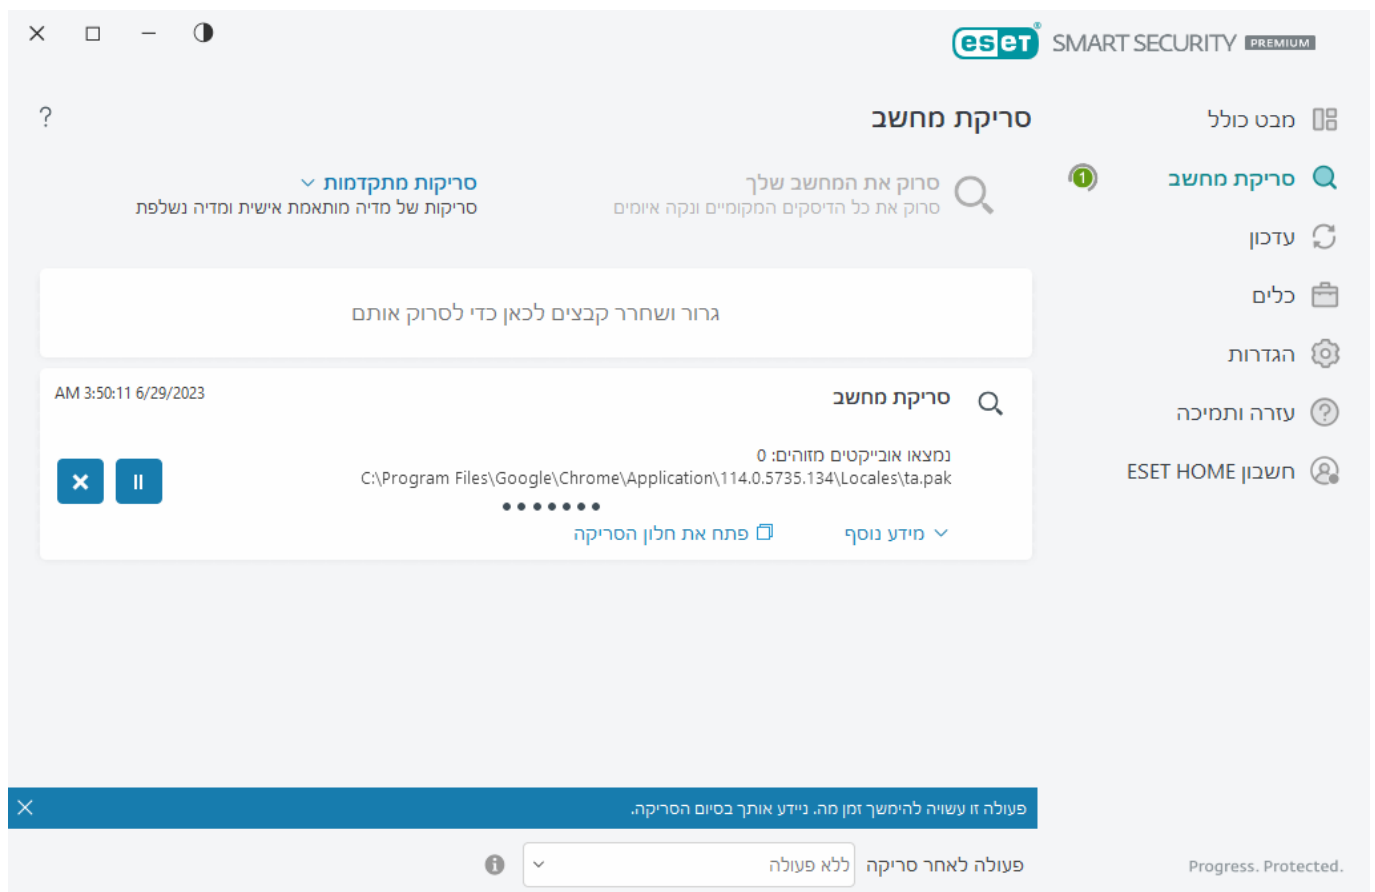 eset® SMART SECURITY PREMIUM
מבט כולל
סריקת מחשב
1
עדכון
כלים
הגדרות
עזרה ותמיכה
חשבון ESET HOME
Progress. Protected.
סריקת מחשב
?
סרוק את המחשב שלך
סרוק את כל הדיסקים המקומיים ונקה איומים
סריקות מתקדמות
סריקות של מדיה מותאמת אישית ומדיה נשלפת
גרור ושחרר קבצים לכאן כדי לסרוק אותם
סריקת מחשב
AM 3:50:11 6/29/2023
נמצאו אובייקטים מזוהים: 0
C:\Program Files\Google\Chrome\Application\114.0.5735.134\Locales\ta.pak
מידע נוסף
פתח את חלון הסריקה
פעולה זו עשויה להימשך זמן מה. ניידע אותך בסיום הסריקה.
פעולה לאחר סריקה
ללא פעולה